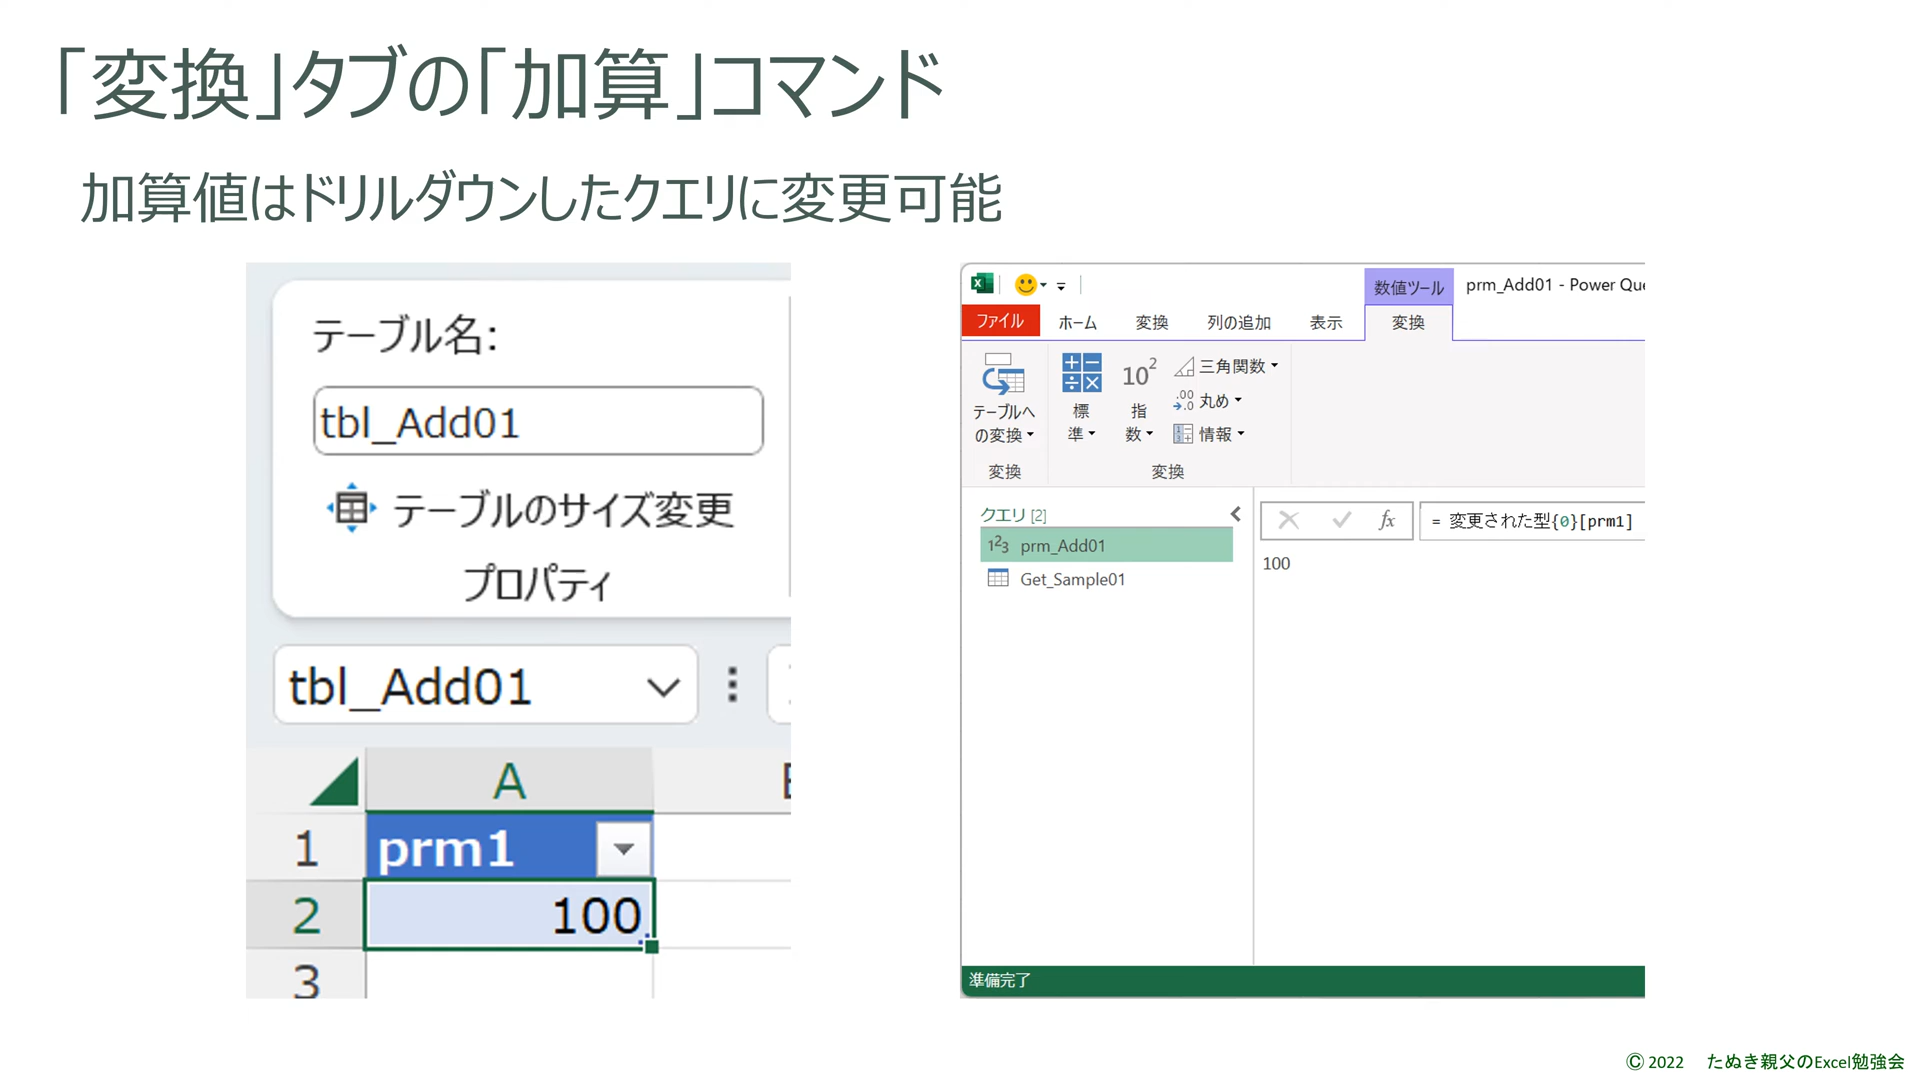 「変換」タブの「加算」コマンド
加算値はドリルダウンしたクエリに変更可能
テーブル名:
tbl_Add01
テーブルのサイズ変更
プロパティ
tbl_Add01
A
1 prm1
2 100
3
数値ツール prm_Add01 - Power Que
ファイル ホーム 変換 列の追加 表示 変換
テーブルへの変換
標準
10² 指数
三角関数
.00 .0 丸め
情報
変換 変換
クエリ [2]
1²3 prm_Add01
Get_Sample01
fx = 変更された型{0}[prm1]
100
準備完了
© 2022 たぬき親父のExcel勉強会